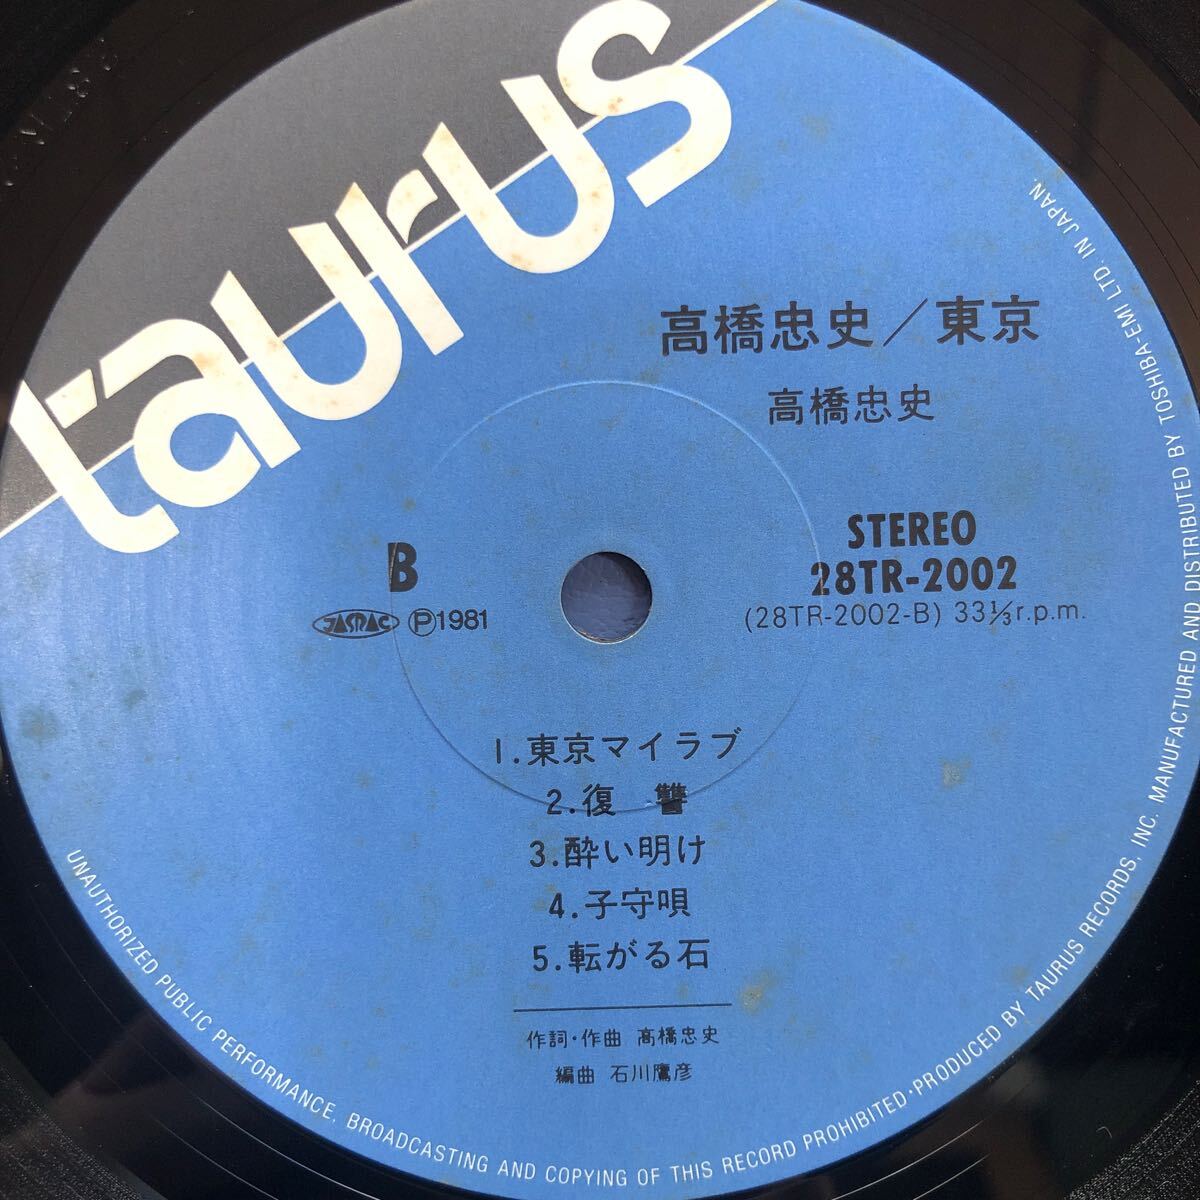 taurus
高橋忠史／東京
高橋忠史
STEREO
28TR-2002
(28TR-2002-B) 33⅓r.p.m.
B
JASRAC Ⓟ1981
1.東京マイラブ
2.復 讐
3.酔い明け
4.子守唄
5.転がる石
作詞・作曲 高橋忠史
編曲 石川鷹彦
UNAUTHORIZED PUBLIC PERFORMANCE, BROADCASTING AND COPYING OF THIS RECORD PROHIBITED・PRODUCED BY TAURUS RECORDS, INC. MANUFACTURED AND DISTRIBUTED BY TOSHIBA-EMI LTD. IN JAPAN.